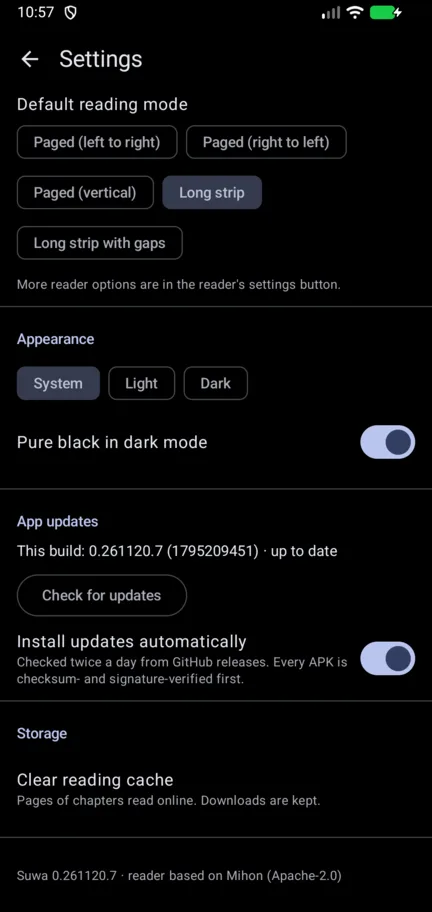 10:57
Settings
Default reading mode
Paged (left to right) Paged (right to left)
Paged (vertical) Long strip
Long strip with gaps
More reader options are in the reader's settings button.
Appearance
System Light Dark
Pure black in dark mode
App updates
This build: 0.261120.7 (1795209451) · up to date
Check for updates
Install updates automatically
Checked twice a day from GitHub releases. Every APK is
checksum- and signature-verified first.
Storage
Clear reading cache
Pages of chapters read online. Downloads are kept.
Suwa 0.261120.7 · reader based on Mihon (Apache-2.0)